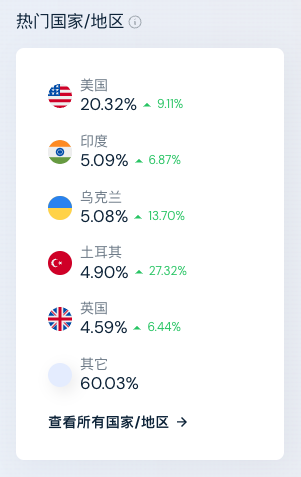 热门国家/地区
美国
20.32% 9.11%
印度
5.09% 6.87%
乌克兰
5.08% 13.70%
土耳其
4.90% 27.32%
英国
4.59% 6.44%
其它
60.03%
查看所有国家/地区 →